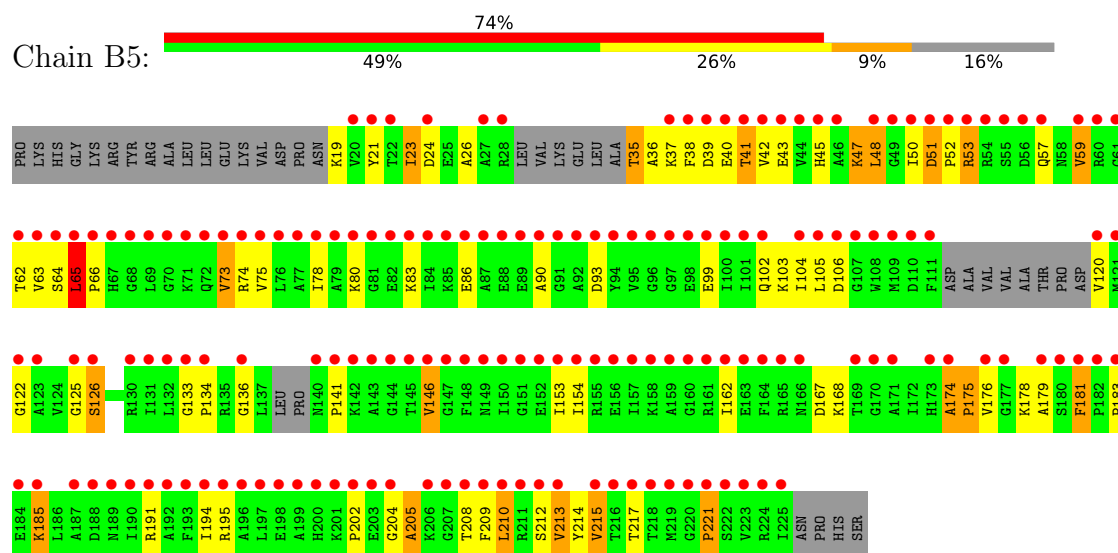 74%
Chain B5:
49% 26% 9% 16%
PRO LYS HIS GLY LYS ARG TYR ARG ALA LEU LEU GLU LYS VAL ASP PRO ASN K19 V20 Y21 T22 I23 D24 E25 A26 A27 R28 LEU VAL LYS GLU LEU ALA T35 A36 K37 F38 D39 E40 T41 V42 E43 V44 H45 A46 K47 L48 G49 I50 D51 P52 R53 R54 S55 D56 Q57 N58 V59 R60 G61
T62 V63 S64 L65 P66 H67 G68 L69 G70 K71 Q72 V73 R74 V75 L76 A77 I78 A79 K80 G81 E82 K83 I84 K85 E86 A87 E88 E89 A90 G91 A92 D93 Y94 V95 G96 G97 E98 E99 I100 I101 Q102 K103 I104 L105 D106 G107 W108 M109 D110 F111 ASP ALA VAL VAL ALA THR PRO ASP V120 M121
G122 A123 V124 G125 S126 R130 I131 L132 G133 P134 R135 G136 L137 LEU PRO N140 P141 K142 A143 G144 T145 V146 G147 F148 N149 I150 G151 E152 I153 I154 R155 E156 I157 K158 A159 G160 R161 I162 E163 F164 R165 N166 D167 K168 T169 G170 A171 I172 H173 A174 P175 V176 G177 K178 A179 S180 F181 P182
E184 K185 L186 A187 D188 N189 I190 R191 A192 F193 I194 R195 A196 L197 E198 A199 H200 K201 P202 E203 G204 A205 K206 G207 T208 F209 L210 R211 S212 V213 Y214 V215 T216 T217 T218 M219 G220 P221 S222 V223 R224 I225 ASN PRO HIS SER